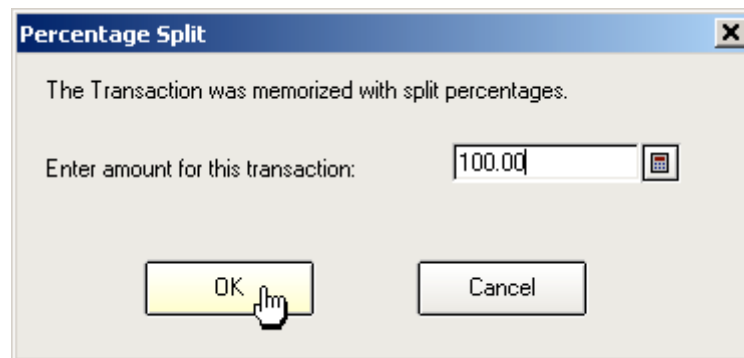 Percentage Split
The Transaction was memorized with split percentages.
Enter amount for this transaction: 100.00
OK Cancel